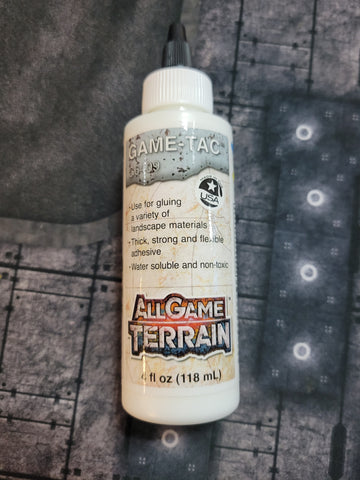 GAME-TAC
USA
•Use for gluing
a variety of
landscape materials
•Thick, strong and flexible
adhesive
•Water soluble and non-toxic
ALLGAME
TERRAIN
fl oz (118 mL)